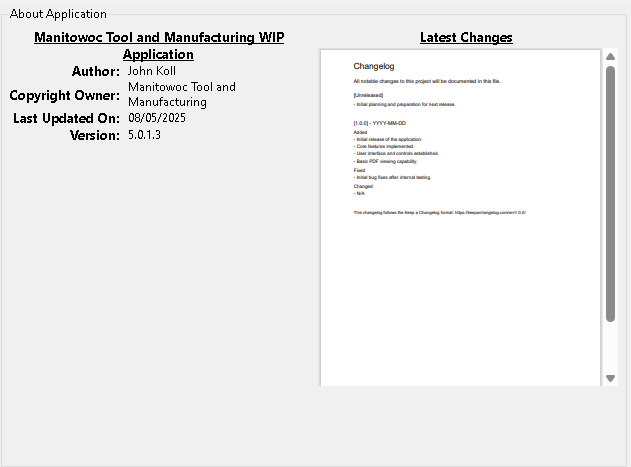 About Application
Manitowoc Tool and Manufacturing WIP
Application
Author: John Koll
Copyright Owner: Manitowoc Tool and
Manufacturing
Last Updated On: 08/05/2025
Version: 5.0.1.3
Latest Changes
Changelog
All notable changes to this project will be documented in this file.
[Unreleased]
- Initial planning and preparation for next release.
[1.0.0] - YYYY-MM-DD
Added
- Initial release of the application.
- Core features implemented.
- User interface and controls established.
- Basic PDF viewing capability.
Fixed
- Initial bug fixes after internal testing.
Changed
- N/A
This changelog follows the Keep a Changelog format: https://keepachangelog.com/en/1.0.0/